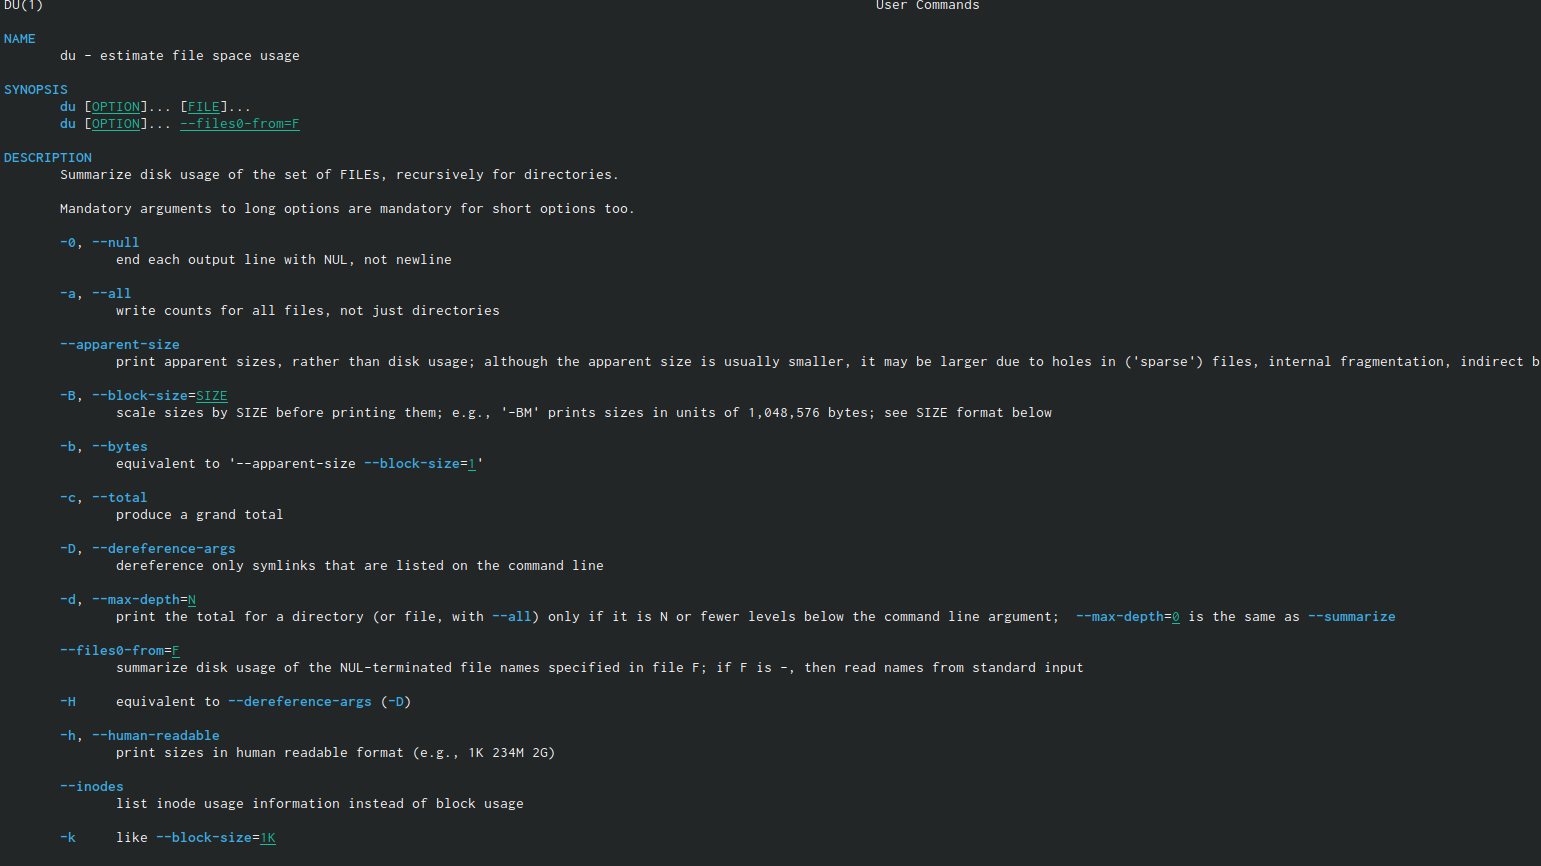 DU(1) User Commands
NAME
du - estimate file space usage
SYNOPSIS
du [OPTION]... [FILE]...
du [OPTION]... --files0-from=F
DESCRIPTION
Summarize disk usage of the set of FILEs, recursively for directories.
Mandatory arguments to long options are mandatory for short options too.
-0, --null
end each output line with NUL, not newline
-a, --all
write counts for all files, not just directories
--apparent-size
print apparent sizes, rather than disk usage; although the apparent size is usually smaller, it may be larger due to holes in ('sparse') files, internal fragmentation, indirect b
-B, --block-size=SIZE
scale sizes by SIZE before printing them; e.g., '-BM' prints sizes in units of 1,048,576 bytes; see SIZE format below
-b, --bytes
equivalent to '--apparent-size --block-size=1'
-c, --total
produce a grand total
-D, --dereference-args
dereference only symlinks that are listed on the command line
-d, --max-depth=N
print the total for a directory (or file, with --all) only if it is N or fewer levels below the command line argument;  --max-depth=0 is the same as --summarize
--files0-from=F
summarize disk usage of the NUL-terminated file names specified in file F; if F is -, then read names from standard input
-H equivalent to --dereference-args (-D)
-h, --human-readable
print sizes in human readable format (e.g., 1K 234M 2G)
--inodes
list inode usage information instead of block usage
-k like --block-size=1K